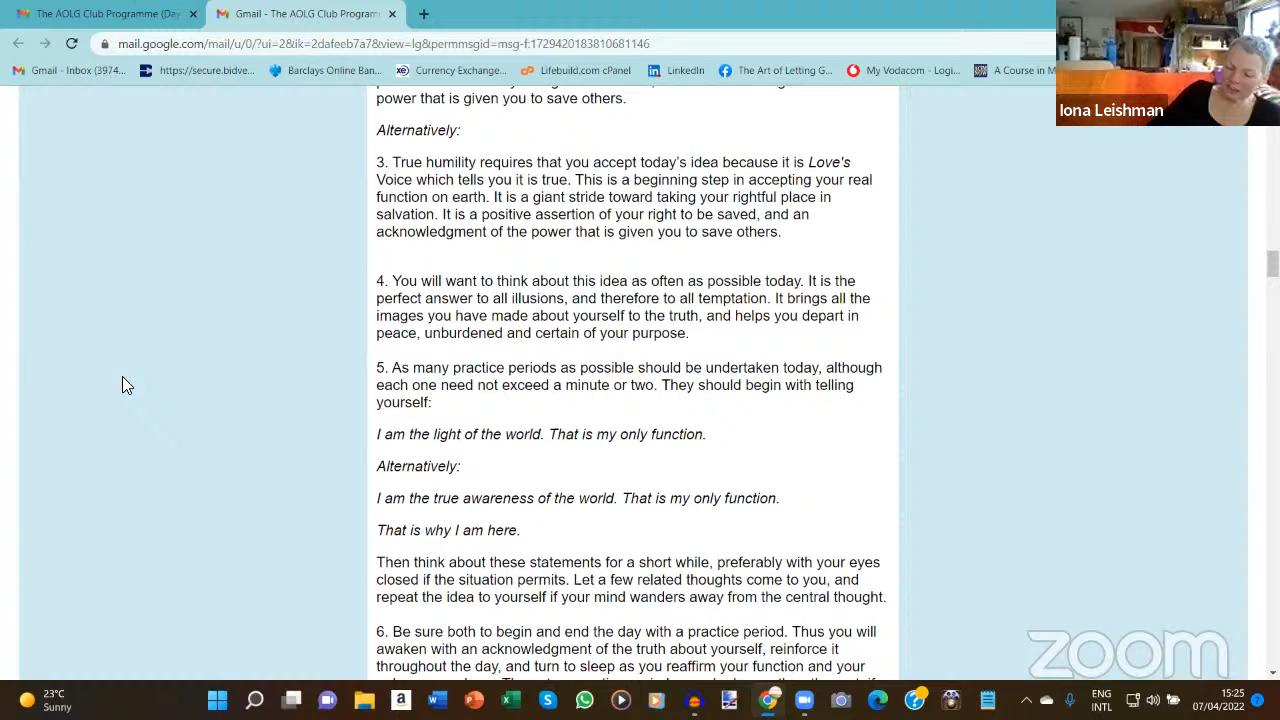 The AOLG Club Programme (Day
Gmail - The AOLG Club Programm
mail.google.com/mail/u/0/?ui=2&ik=2dafeeb7a7&view=lg&permmsgid=msg-f:1729420183810681146
Gmail - Inbox (3974...
https://secure.bidve...
Barclays Online Ban...
Currency Exchange...
Lifebuild.com cPanel
LinkedIn
The Art of Letting G...
My Vodacom - Logi...
A Course in M
Iona Leishman
power that is given you to save others.
Alternatively:
3. True humility requires that you accept today's idea because it is Love's
Voice which tells you it is true. This is a beginning step in accepting your real
function on earth. It is a giant stride toward taking your rightful place in
salvation. It is a positive assertion of your right to be saved, and an
acknowledgment of the power that is given you to save others.
4. You will want to think about this idea as often as possible today. It is the
perfect answer to all illusions, and therefore to all temptation. It brings all the
images you have made about yourself to the truth, and helps you depart in
peace, unburdened and certain of your purpose.
5. As many practice periods as possible should be undertaken today, although
each one need not exceed a minute or two. They should begin with telling
yourself:
I am the light of the world. That is my only function.
Alternatively:
I am the true awareness of the world. That is my only function.
That is why I am here.
Then think about these statements for a short while, preferably with your eyes
closed if the situation permits. Let a few related thoughts come to you, and
repeat the idea to yourself if your mind wanders away from the central thought.
6. Be sure both to begin and end the day with a practice period. Thus you will
awaken with an acknowledgment of the truth about yourself, reinforce it
throughout the day, and turn to sleep as you reaffirm your function and your
zoom
23°C
Sunny
ENG
INTL
15:25
07/04/2022